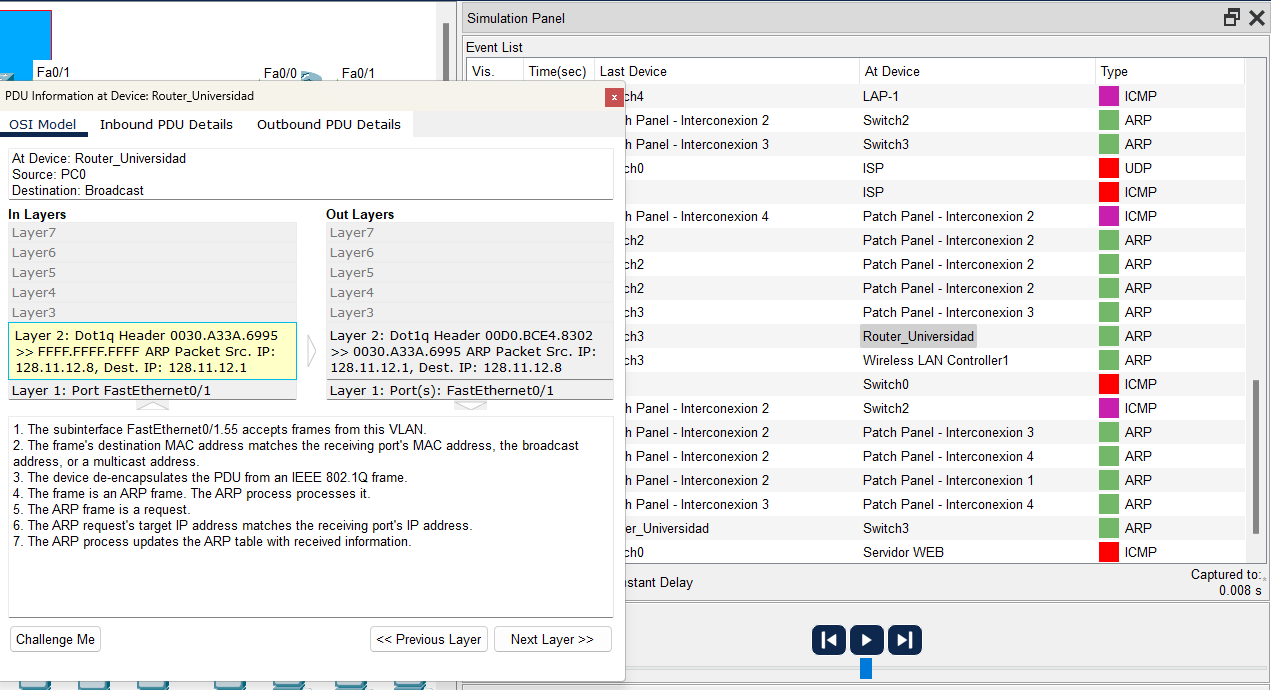 Fa0/1
Fa0/0
Fa0/1
PDU Information at Device: Router_Universidad
OSI Model
Inbound PDU Details
Outbound PDU Details
At Device: Router_Universidad
Source: PC0
Destination: Broadcast
In Layers
Layer7
Layer6
Layer5
Layer4
Layer3
Layer 2: Dot1q Header 0030.A33A.6995
>> FFFF.FFFF.FFFF ARP Packet Src. IP:
128.11.12.8, Dest. IP: 128.11.12.1
Layer 1: Port FastEthernet0/1
Out Layers
Layer7
Layer6
Layer5
Layer4
Layer3
Layer 2: Dot1q Header 00D0.BCE4.8302
>> 0030.A33A.6995 ARP Packet Src. IP:
128.11.12.1, Dest. IP: 128.11.12.8
Layer 1: Port(s): FastEthernet0/1
1. The subinterface FastEthernet0/1.55 accepts frames from this VLAN.
2. The frame's destination MAC address matches the receiving port's MAC address, the broadcast
address, or a multicast address.
3. The device de-encapsulates the PDU from an IEEE 802.1Q frame.
4. The frame is an ARP frame. The ARP process processes it.
5. The ARP frame is a request.
6. The ARP request's target IP address matches the receiving port's IP address.
7. The ARP process updates the ARP table with received information.
Challenge Me
<< Previous Layer
Next Layer >>
Simulation Panel
Event List
Vis. Time(sec) Last Device At Device Type
ch4 LAP-1 ICMP
h Panel - Interconexion 2 Switch2 ARP
h Panel - Interconexion 3 Switch3 ARP
ch0 ISP UDP
ISP ICMP
h Panel - Interconexion 4 Patch Panel - Interconexion 2 ICMP
ch2 Patch Panel - Interconexion 2 ARP
ch2 Patch Panel - Interconexion 2 ARP
ch2 Patch Panel - Interconexion 2 ARP
ch3 Patch Panel - Interconexion 3 ARP
ch3 Router_Universidad ARP
ch3 Wireless LAN Controller1 ARP
Switch0 ICMP
ch Panel - Interconexion 2 Switch2 ICMP
ch Panel - Interconexion 2 Patch Panel - Interconexion 3 ARP
ch Panel - Interconexion 2 Patch Panel - Interconexion 4 ARP
ch Panel - Interconexion 2 Patch Panel - Interconexion 1 ARP
ch Panel - Interconexion 3 Patch Panel - Interconexion 4 ARP
er_Universidad Switch3 ARP
ch0 Servidor WEB ICMP
nstant Delay
Captured to:
0.008 s